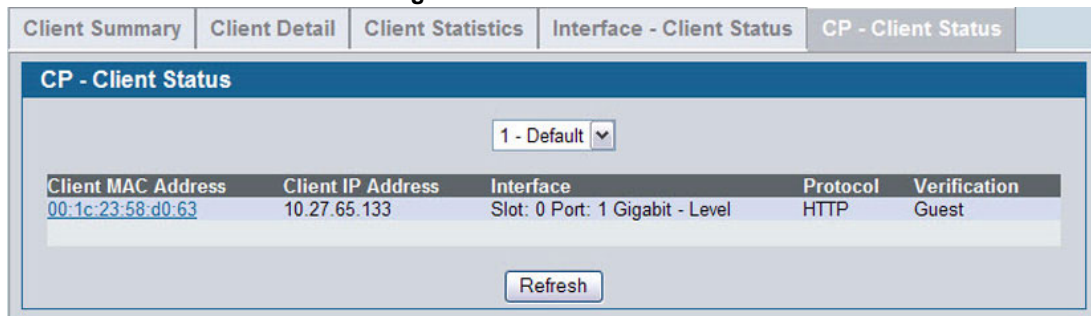 Client Summary Client Detail Client Statistics Interface - Client Status CP - Client Status
CP - Client Status
1 - Default
Client MAC Address Client IP Address Interface Protocol Verification
00:1c:23:58:d0:63 10.27.65.133 Slot: 0 Port: 1 Gigabit - Level HTTP Guest
Refresh